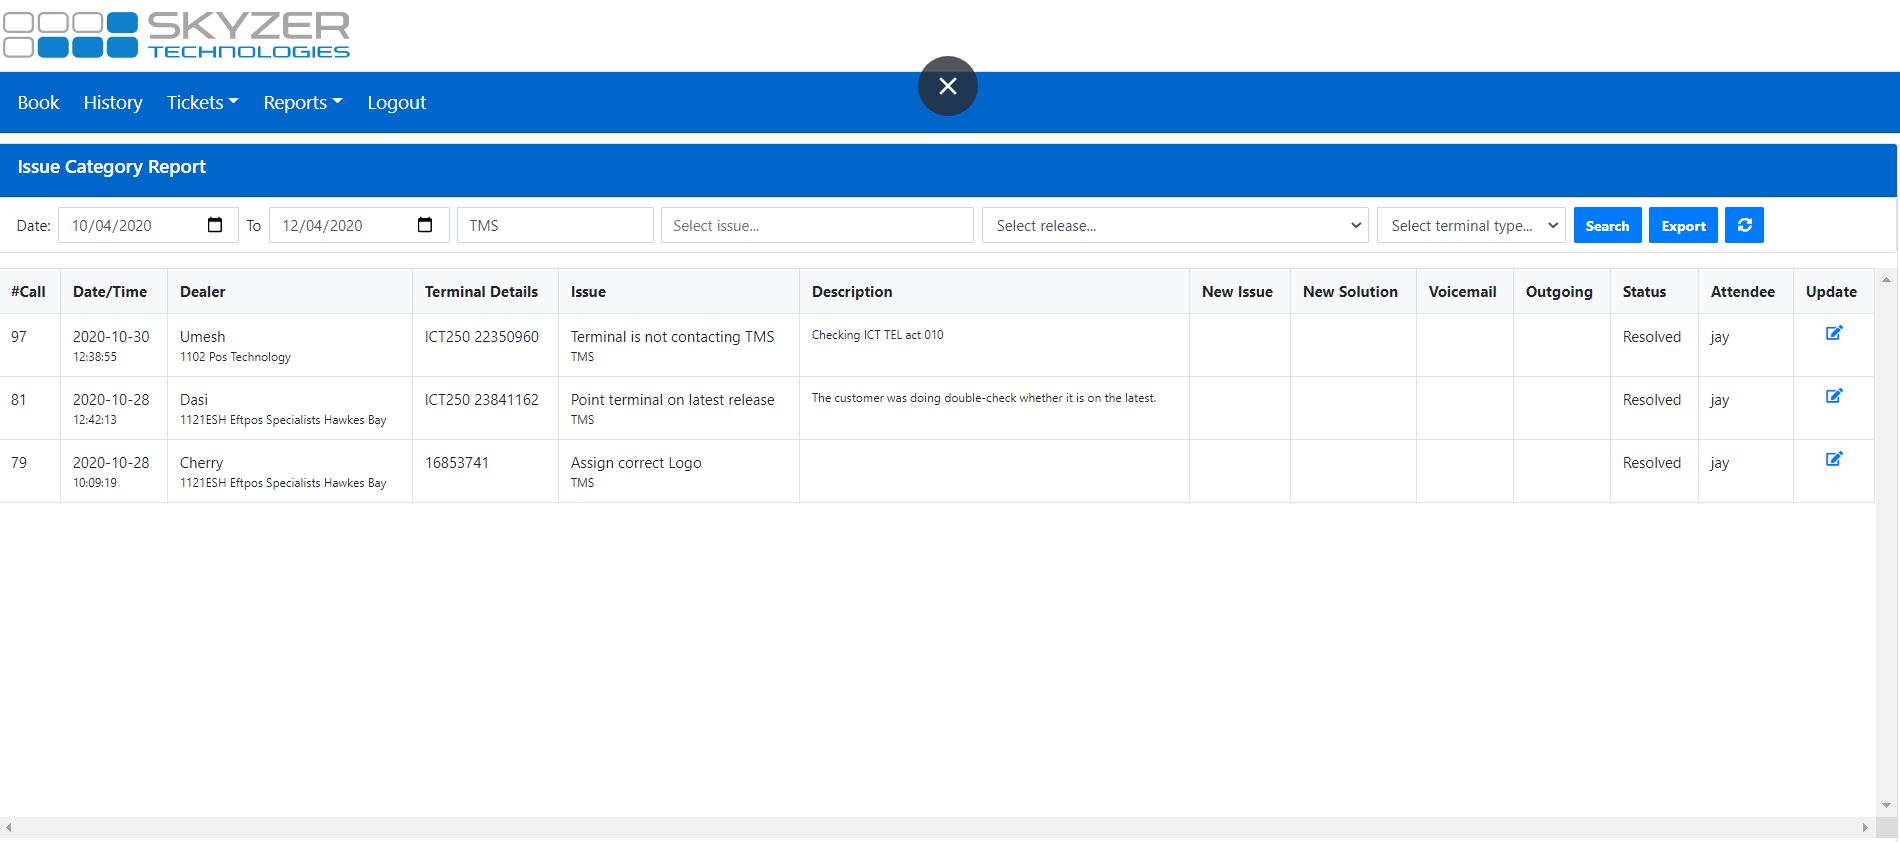 SKYZER
TECHNOLOGIES
Book History Tickets Reports Logout
Issue Category Report
Date: 10/04/2020 To 12/04/2020 TMS Select issue... Select release... Select terminal type... Search Export
#Call Date/Time Dealer Terminal Details Issue Description New Issue New Solution Voicemail Outgoing Status Attendee Update
97 2020-10-30 Umesh ICT250 22350960 Terminal is not contacting TMS Checking ICT TEL act 010 Resolved jay
12:38:55 1102 Pos Technology TMS
81 2020-10-28 Dasi ICT250 23841162 Point terminal on latest release The customer was doing double-check whether it is on the latest. Resolved jay
12:42:13 1121ESH Eftpos Specialists Hawkes Bay TMS
79 2020-10-28 Cherry 16853741 Assign correct Logo Resolved jay
10:09:19 1121ESH Eftpos Specialists Hawkes Bay TMS